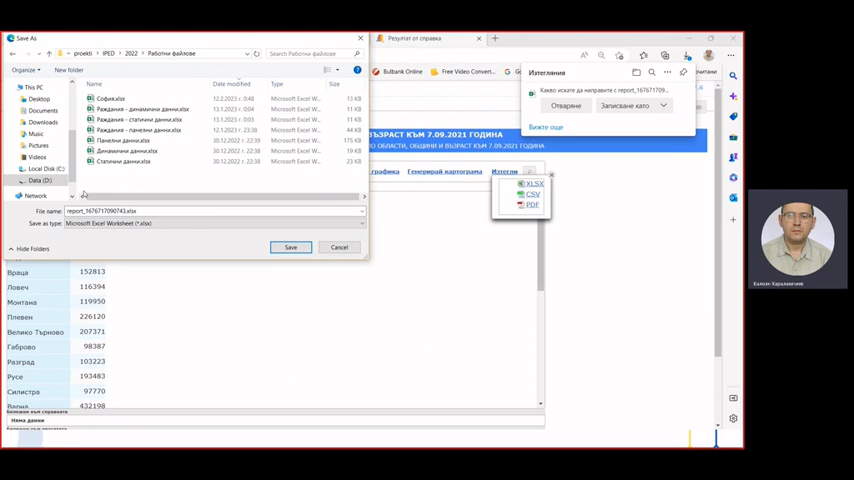 Save As
proekti > IPED > 2022 > Работни файлове
Search Работни файлове
Organize
New folder
This PC
Desktop
Documents
Downloads
Music
Pictures
Videos
Local Disk (C:)
Data (D:)
Network
Name
Date modified
Type
Size
София.xlsx 12.2.2023 г. 0:48 Microsoft Excel W... 13 KB
Раждания - динамични данни.xlsx 13.1.2023 г. 0:04 Microsoft Excel W... 11 KB
Раждания - статични данни.xlsx 13.1.2023 г. 0:03 Microsoft Excel W... 11 KB
Раждания - панелни данни.xlsx 12.1.2023 г. 23:38 Microsoft Excel W... 44 KB
Панелни данни.xlsx 30.12.2022 г. 22:39 Microsoft Excel W... 175 KB
Динамични данни.xlsx 30.12.2022 г. 22:38 Microsoft Excel W... 19 KB
Статични данни.xlsx 30.12.2022 г. 22:38 Microsoft Excel W... 23 KB
File name: report_1676717090743.xlsx
Save as type: Microsoft Excel Worksheet (*.xlsx)
Hide Folders
Save
Cancel
Резултат от справка
Bulbank Online
Free Video Convert...
Изтегляния
Какво искате да направите с report_167671709...
Отваряне
Записване като
Вижте още
ВЪЗРАСТ КЪМ 7.09.2021 ГОДИНА
ПО ОБЛАСТИ, ОБЩИНИ И ВЪЗРАСТ КЪМ 7.09.2021 ГОДИНА
графика
Генерирай картограма
Изтегли
XLSX
CSV
PDF
Враца 152813
Ловеч 116394
Монтана 119950
Плевен 226120
Велико Търново 207371
Габрово 98387
Разград 103223
Русе 193483
Силистра 97770
Варна 432198
Бележки към справката
Няма данни
Калоян Харалампиев